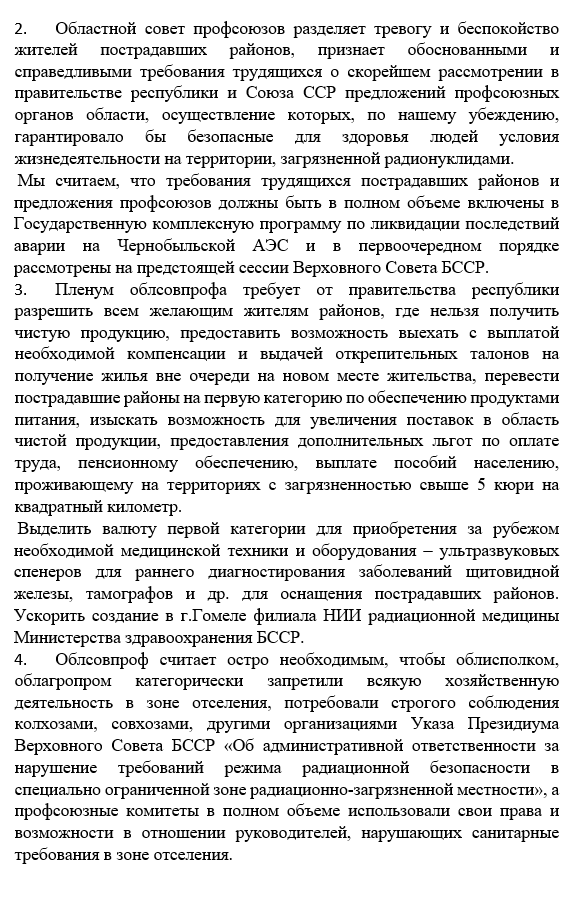 2. Областной совет профсоюзов разделяет тревогу и беспокойство
жителей пострадавших районов, признает обоснованными и
справедливыми требования трудящихся о скорейшем рассмотрении в
правительстве республики и Союза ССР предложений профсоюзных
органов области, осуществление которых, по нашему убеждению,
гарантировало бы безопасные для здоровья людей условия
жизнедеятельности на территории, загрязненной радионуклидами.
Мы считаем, что требования трудящихся пострадавших районов и
предложения профсоюзов должны быть в полном объеме включены в
Государственную комплексную программу по ликвидации последствий
аварии на Чернобыльской АЭС и в первоочередном порядке
рассмотрены на предстоящей сессии Верховного Совета БССР.
3. Пленум облсовпрофа требует от правительства республики
разрешить всем желающим жителям районов, где нельзя получить
чистую продукцию, предоставить возможность выехать с выплатой
необходимой компенсации и выдачей открепительных талонов на
получение жилья вне очереди на новом месте жительства, перевести
пострадавшие районы на первую категорию по обеспечению продуктами
питания, изыскать возможность для увеличения поставок в область
чистой продукции, предоставления дополнительных льгот по оплате
труда, пенсионному обеспечению, выплате пособий населению,
проживающему на территориях с загрязненностью свыше 5 кюри на
квадратный километр.
Выделить валюту первой категории для приобретения за рубежом
необходимой медицинской техники и оборудования – ультразвуковых
спенеров для раннего диагностирования заболеваний щитовидной
железы, тамографов и др. для оснащения пострадавших районов.
Ускорить создание в г.Гомеле филиала НИИ радиационной медицины
Министерства здравоохранения БССР.
4. Облсовпроф считает остро необходимым, чтобы облисполком,
облагропром категорически запретили всякую хозяйственную
деятельность в зоне отселения, потребовали строгого соблюдения
колхозами, совхозами, другими организациями Указа Президиума
Верховного Совета БССР «Об административной ответственности за
нарушение требований режима радиационной безопасности в
специально ограниченной зоне радиационно-загрязненной местности», а
профсоюзные комитеты в полном объеме использовали свои права и
возможности в отношении руководителей, нарушающих санитарные
требования в зоне отселения.